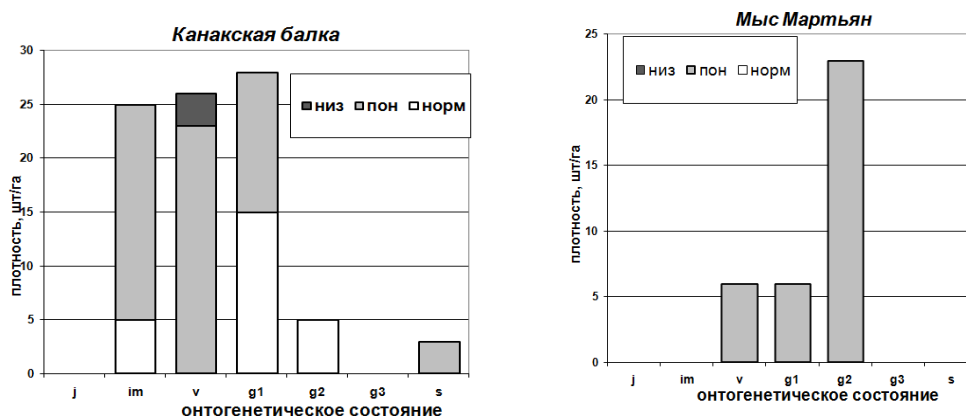 Канакская балка
30
25
20
15
10
5
0
плотность, шт/га
низ пон норм
j im v g1 g2 g3 s
онтогенетическое состояние
Мыс Мартьян
25
20
15
10
5
0
плотность, шт/га
низ пон норм
j im v g1 g2 g3 s
онтогенетическое состояние